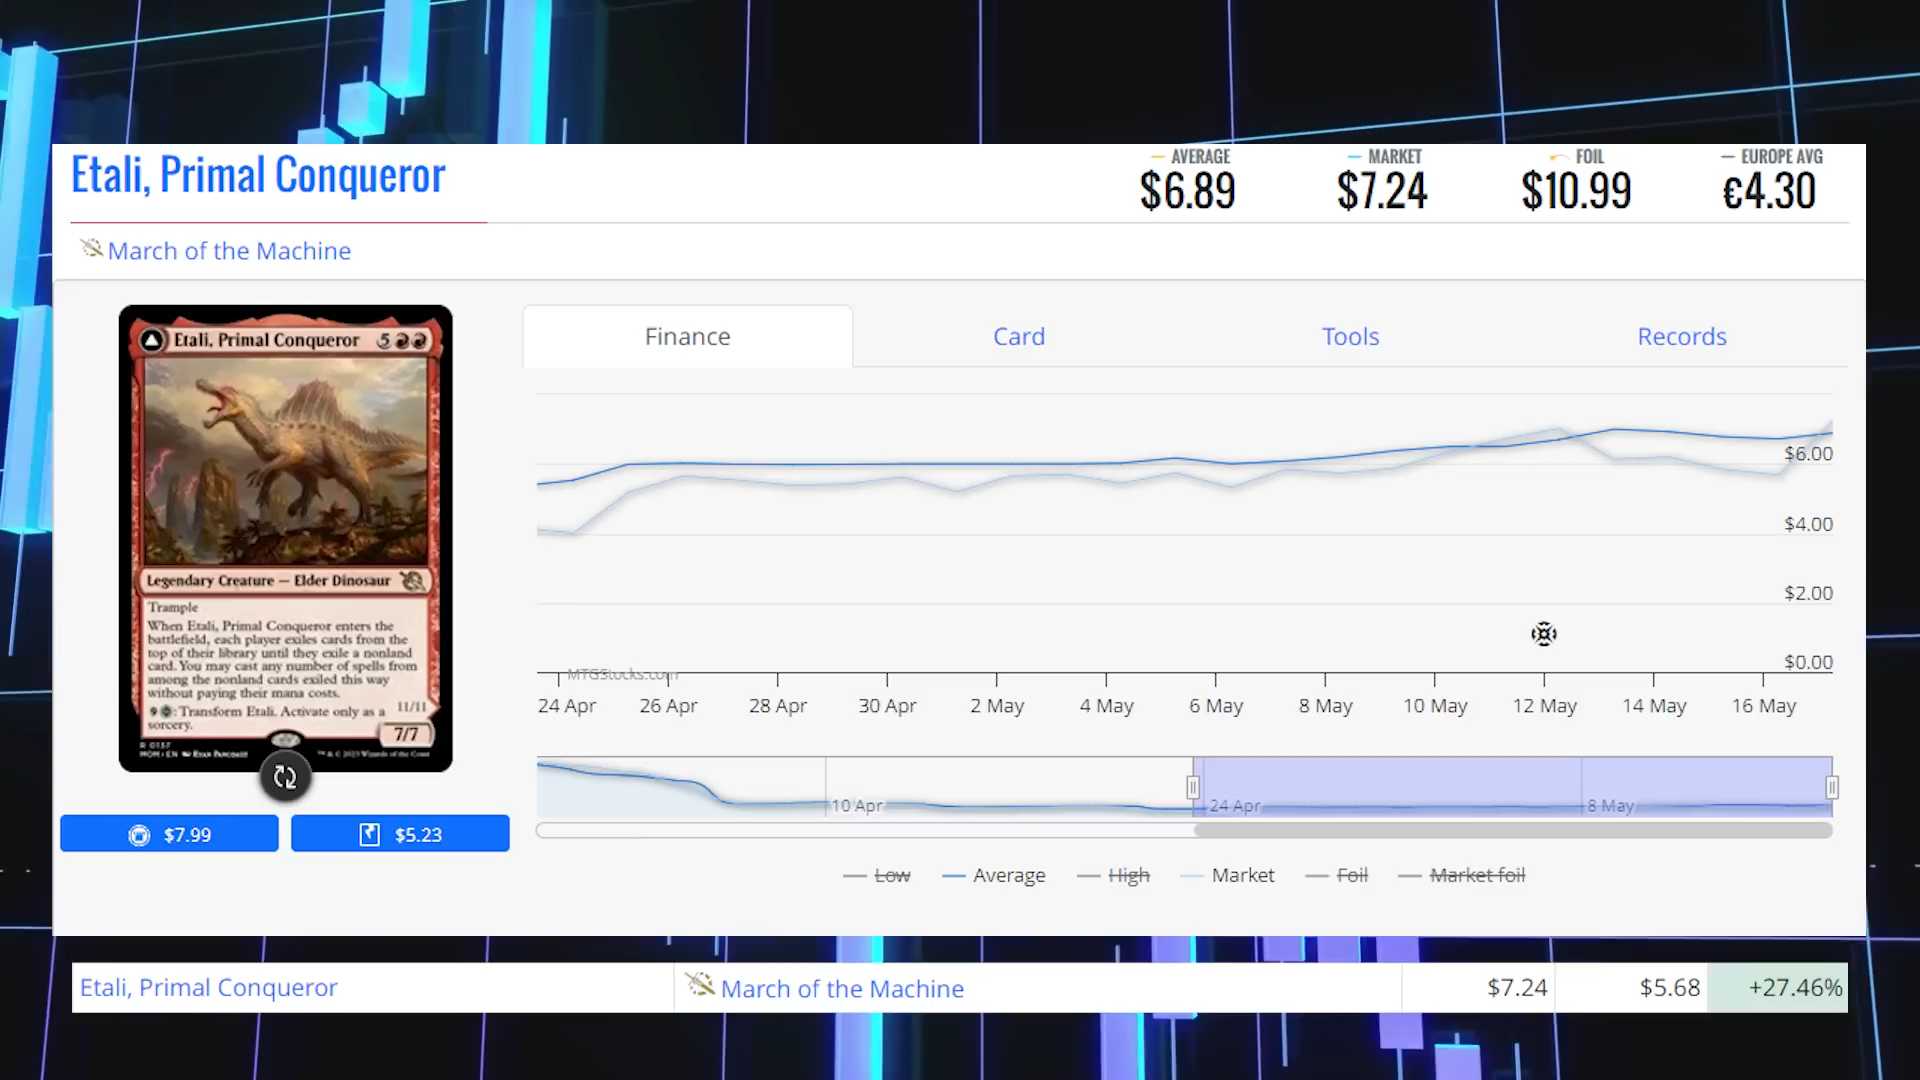 Etali, Primal Conqueror
AVERAGE
$6.89
MARKET
$7.24
FOIL
$10.99
EUROPE AVG
€4.30
March of the Machine
Etali, Primal Conqueror 5
Legendary Creature — Elder Dinosaur
Trample
When Etali, Primal Conqueror enters the
battlefield, each player exiles cards from the
top of their library until they exile a nonland
card. You may cast any number of spells from
among the nonland cards exiled this way
without paying their mana costs.
9: Transform Etali. Activate only as a
sorcery.
11/11
7/7
R 0137
$7.99
$5.23
Finance
Card
Tools
Records
$6.00
$4.00
$2.00
$0.00
MTGStocks.com
24 Apr
26 Apr
28 Apr
30 Apr
2 May
4 May
6 May
8 May
10 May
12 May
14 May
16 May
10 Apr
24 Apr
8 May
Low
Average
High
Market
Foil
Market foil
Etali, Primal Conqueror
March of the Machine
$7.24
$5.68
+27.46%